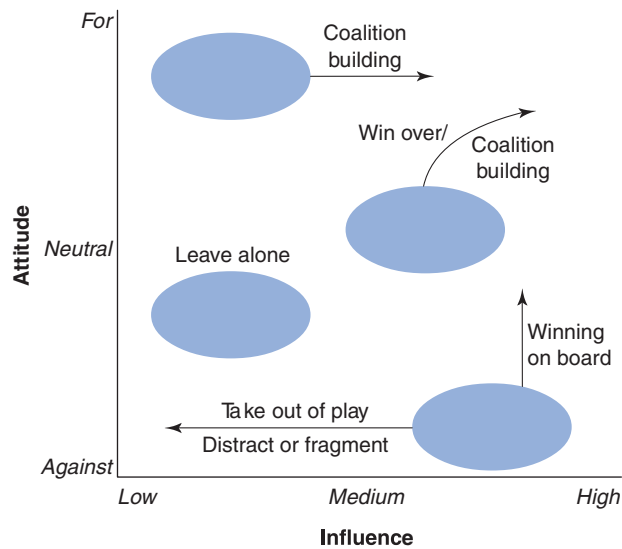 For
Coalition
building
Win over/
Coalition
building
Attitude
Neutral
Leave alone
Winning
on board
Take out of play
Distract or fragment
Against
Low
Medium
High
Influence